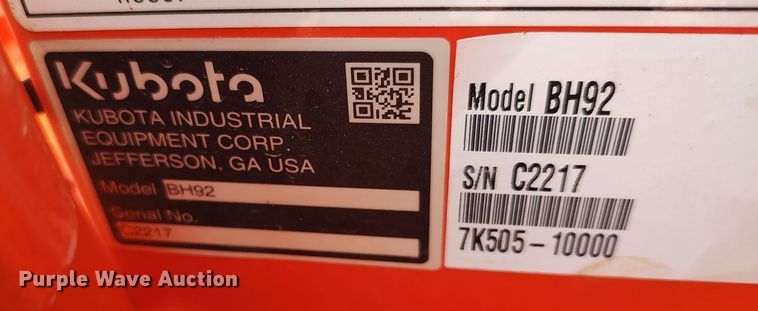 Kubota
KUBOTA INDUSTRIAL
EQUIPMENT CORP.
JEFFERSON, GA USA
Model BH92
Serial No.
C2217
Model BH92
S/N C2217
7K505-10000
Purple Wave Auction